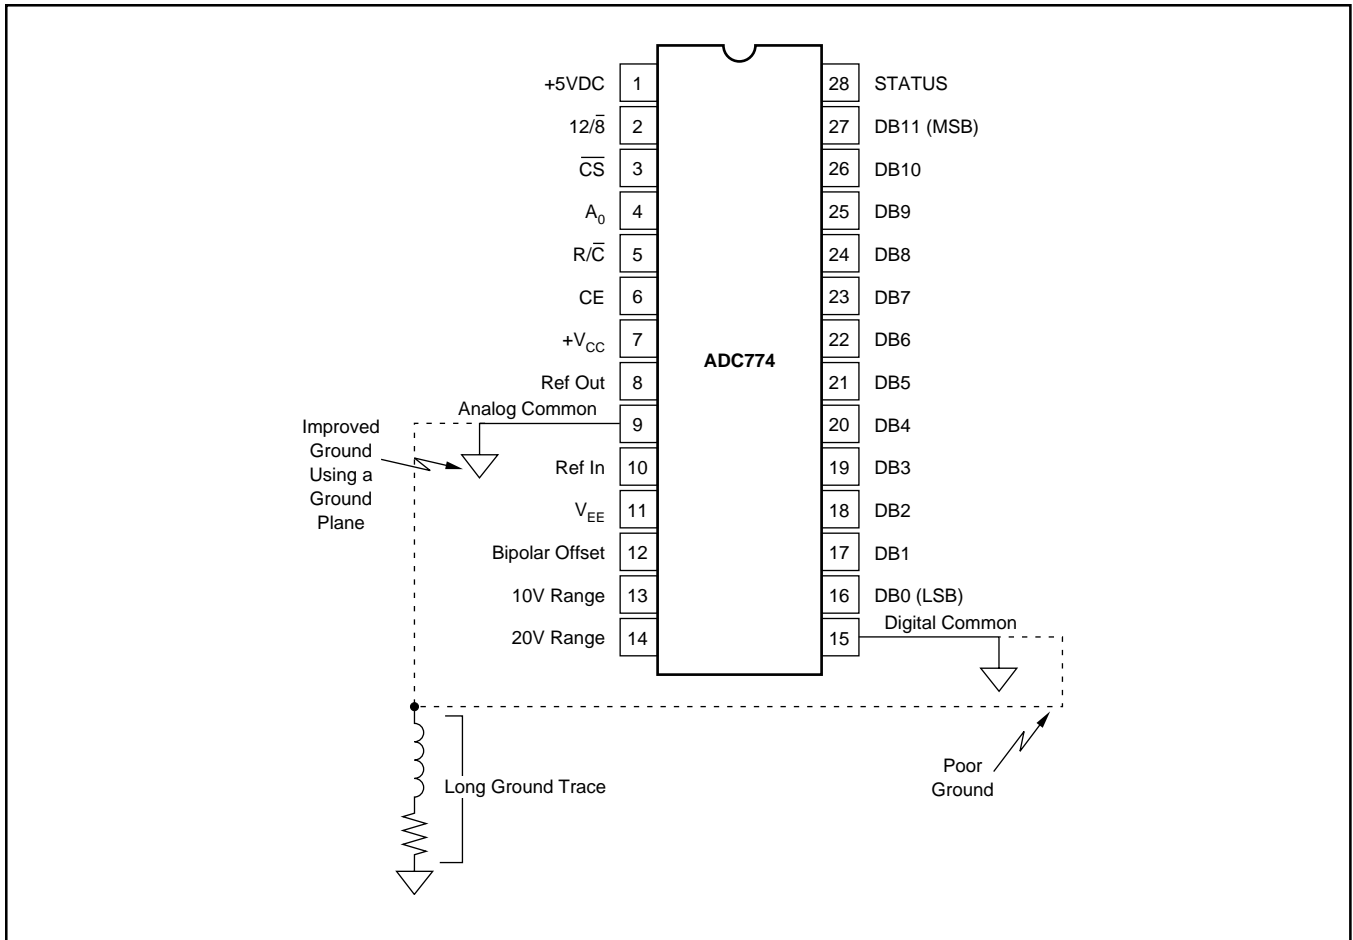 +5VDC 1
12/8̅ 2
C̅S̅ 3
A0 4
R/C̅ 5
CE 6
+VCC 7
Ref Out 8
Analog Common 9
Ref In 10
VEE 11
Bipolar Offset 12
10V Range 13
20V Range 14
ADC774
28 STATUS
27 DB11 (MSB)
26 DB10
25 DB9
24 DB8
23 DB7
22 DB6
21 DB5
20 DB4
19 DB3
18 DB2
17 DB1
16 DB0 (LSB)
15 Digital Common
Improved
Ground
Using a
Ground
Plane
Long Ground Trace
Poor
Ground